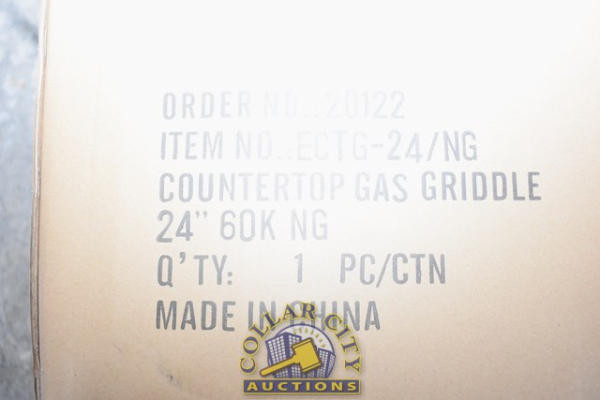 ORDER NO.:20122
ITEM NO.:ECTG-24/NG
COUNTERTOP GAS GRIDDLE
24" 60K NG
Q'TY: 1 PC/CTN
MADE IN CHINA
COLLAR CITY
AUCTIONS